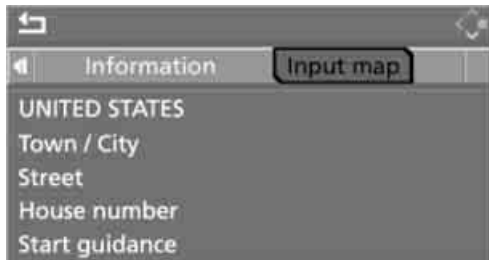 Information Input map
UNITED STATES
Town / City
Street
House number
Start guidance